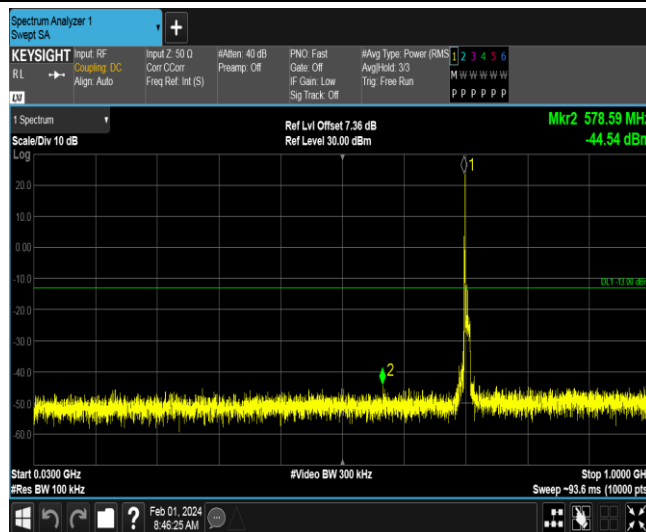 Spectrum Analyzer 1
Swept SA
+
KEYSIGHT
RL
LXI
Input: RF
Coupling: DC
Align: Auto
Input Z: 50 Ω
Corr CCorr
Freq Ref: Int (S)
#Atten: 40 dB
Preamp: Off
PNO: Fast
Gate: Off
IF Gain: Low
Sig Track: Off
#Avg Type: Power (RMS
Avg|Hold: 3/3
Trig: Free Run
1 2 3 4 5 6
M W W W W W
P P P P P P
1 Spectrum
Scale/Div 10 dB
Log
Ref Lvl Offset 7.36 dB
Ref Level 30.00 dBm
Mkr2 578.59 MHz
-44.54 dBm
1
20.0
10.0
0.00
-10.0
DL1 -13.00 dBm
-20.0
-30.0
-40.0
2
-50.0
-60.0
Start 0.0300 GHz
#Res BW 100 kHz
#Video BW 300 kHz
Stop 1.0000 GHz
Sweep ~93.6 ms (10000 pts)
?
Feb 01, 2024
8:46:25 AM